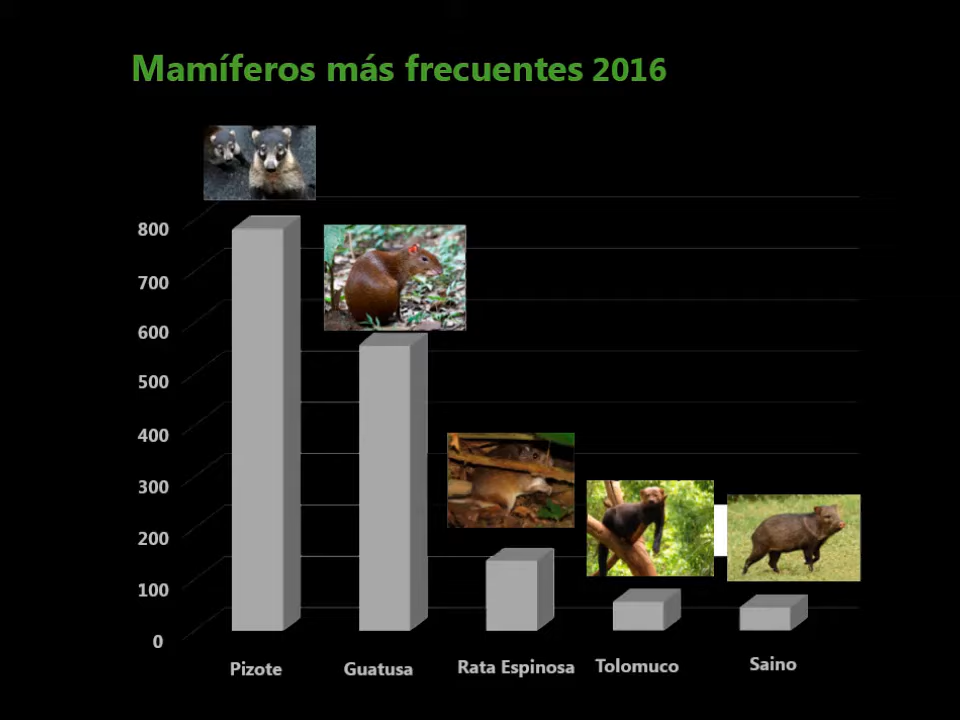 Mamíferos más frecuentes 2016
800
700
600
500
400
300
200
100
0
Pizote
Guatusa
Rata Espinosa
Tolomuco
Saino